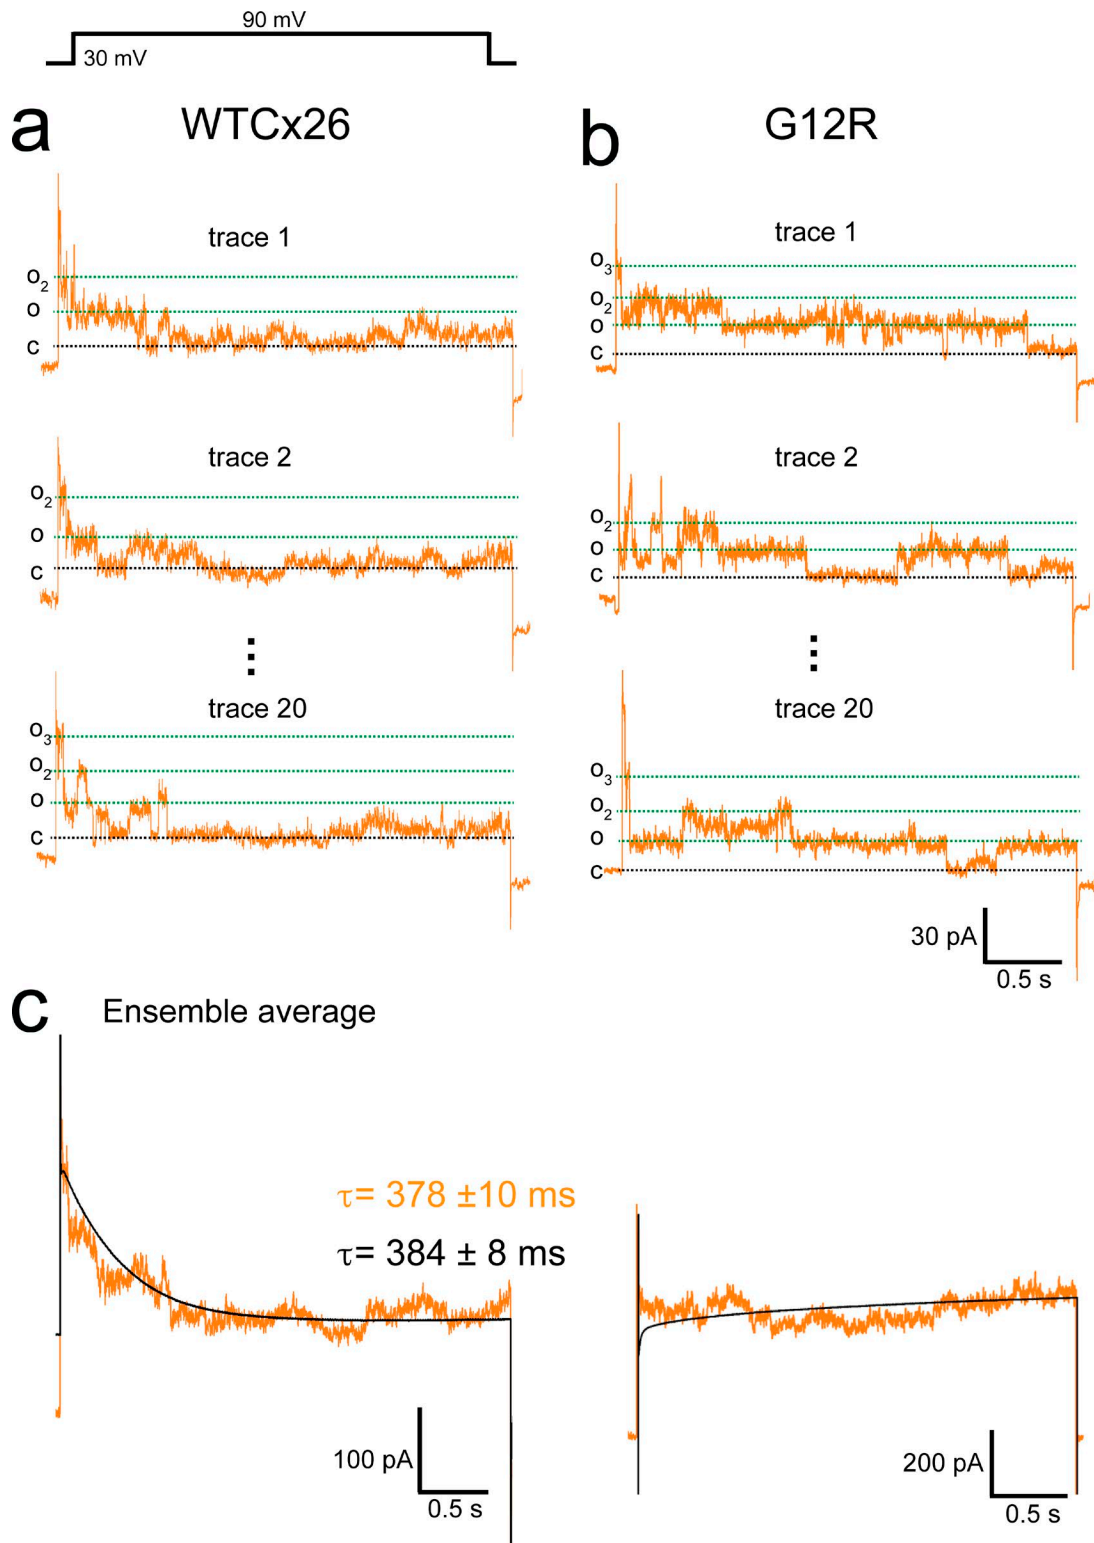 90 mV
30 mV
a WTCx26
b G12R
trace 1
o2
o
c
trace 1
o3
o2
o
c
trace 2
o2
o
c
trace 2
o2
o
c
trace 20
o3
o2
o
c
trace 20
o3
o2
o
c
30 pA
0.5 s
c Ensemble average
τ= 378 ±10 ms
τ= 384 ± 8 ms
100 pA
0.5 s
200 pA
0.5 s